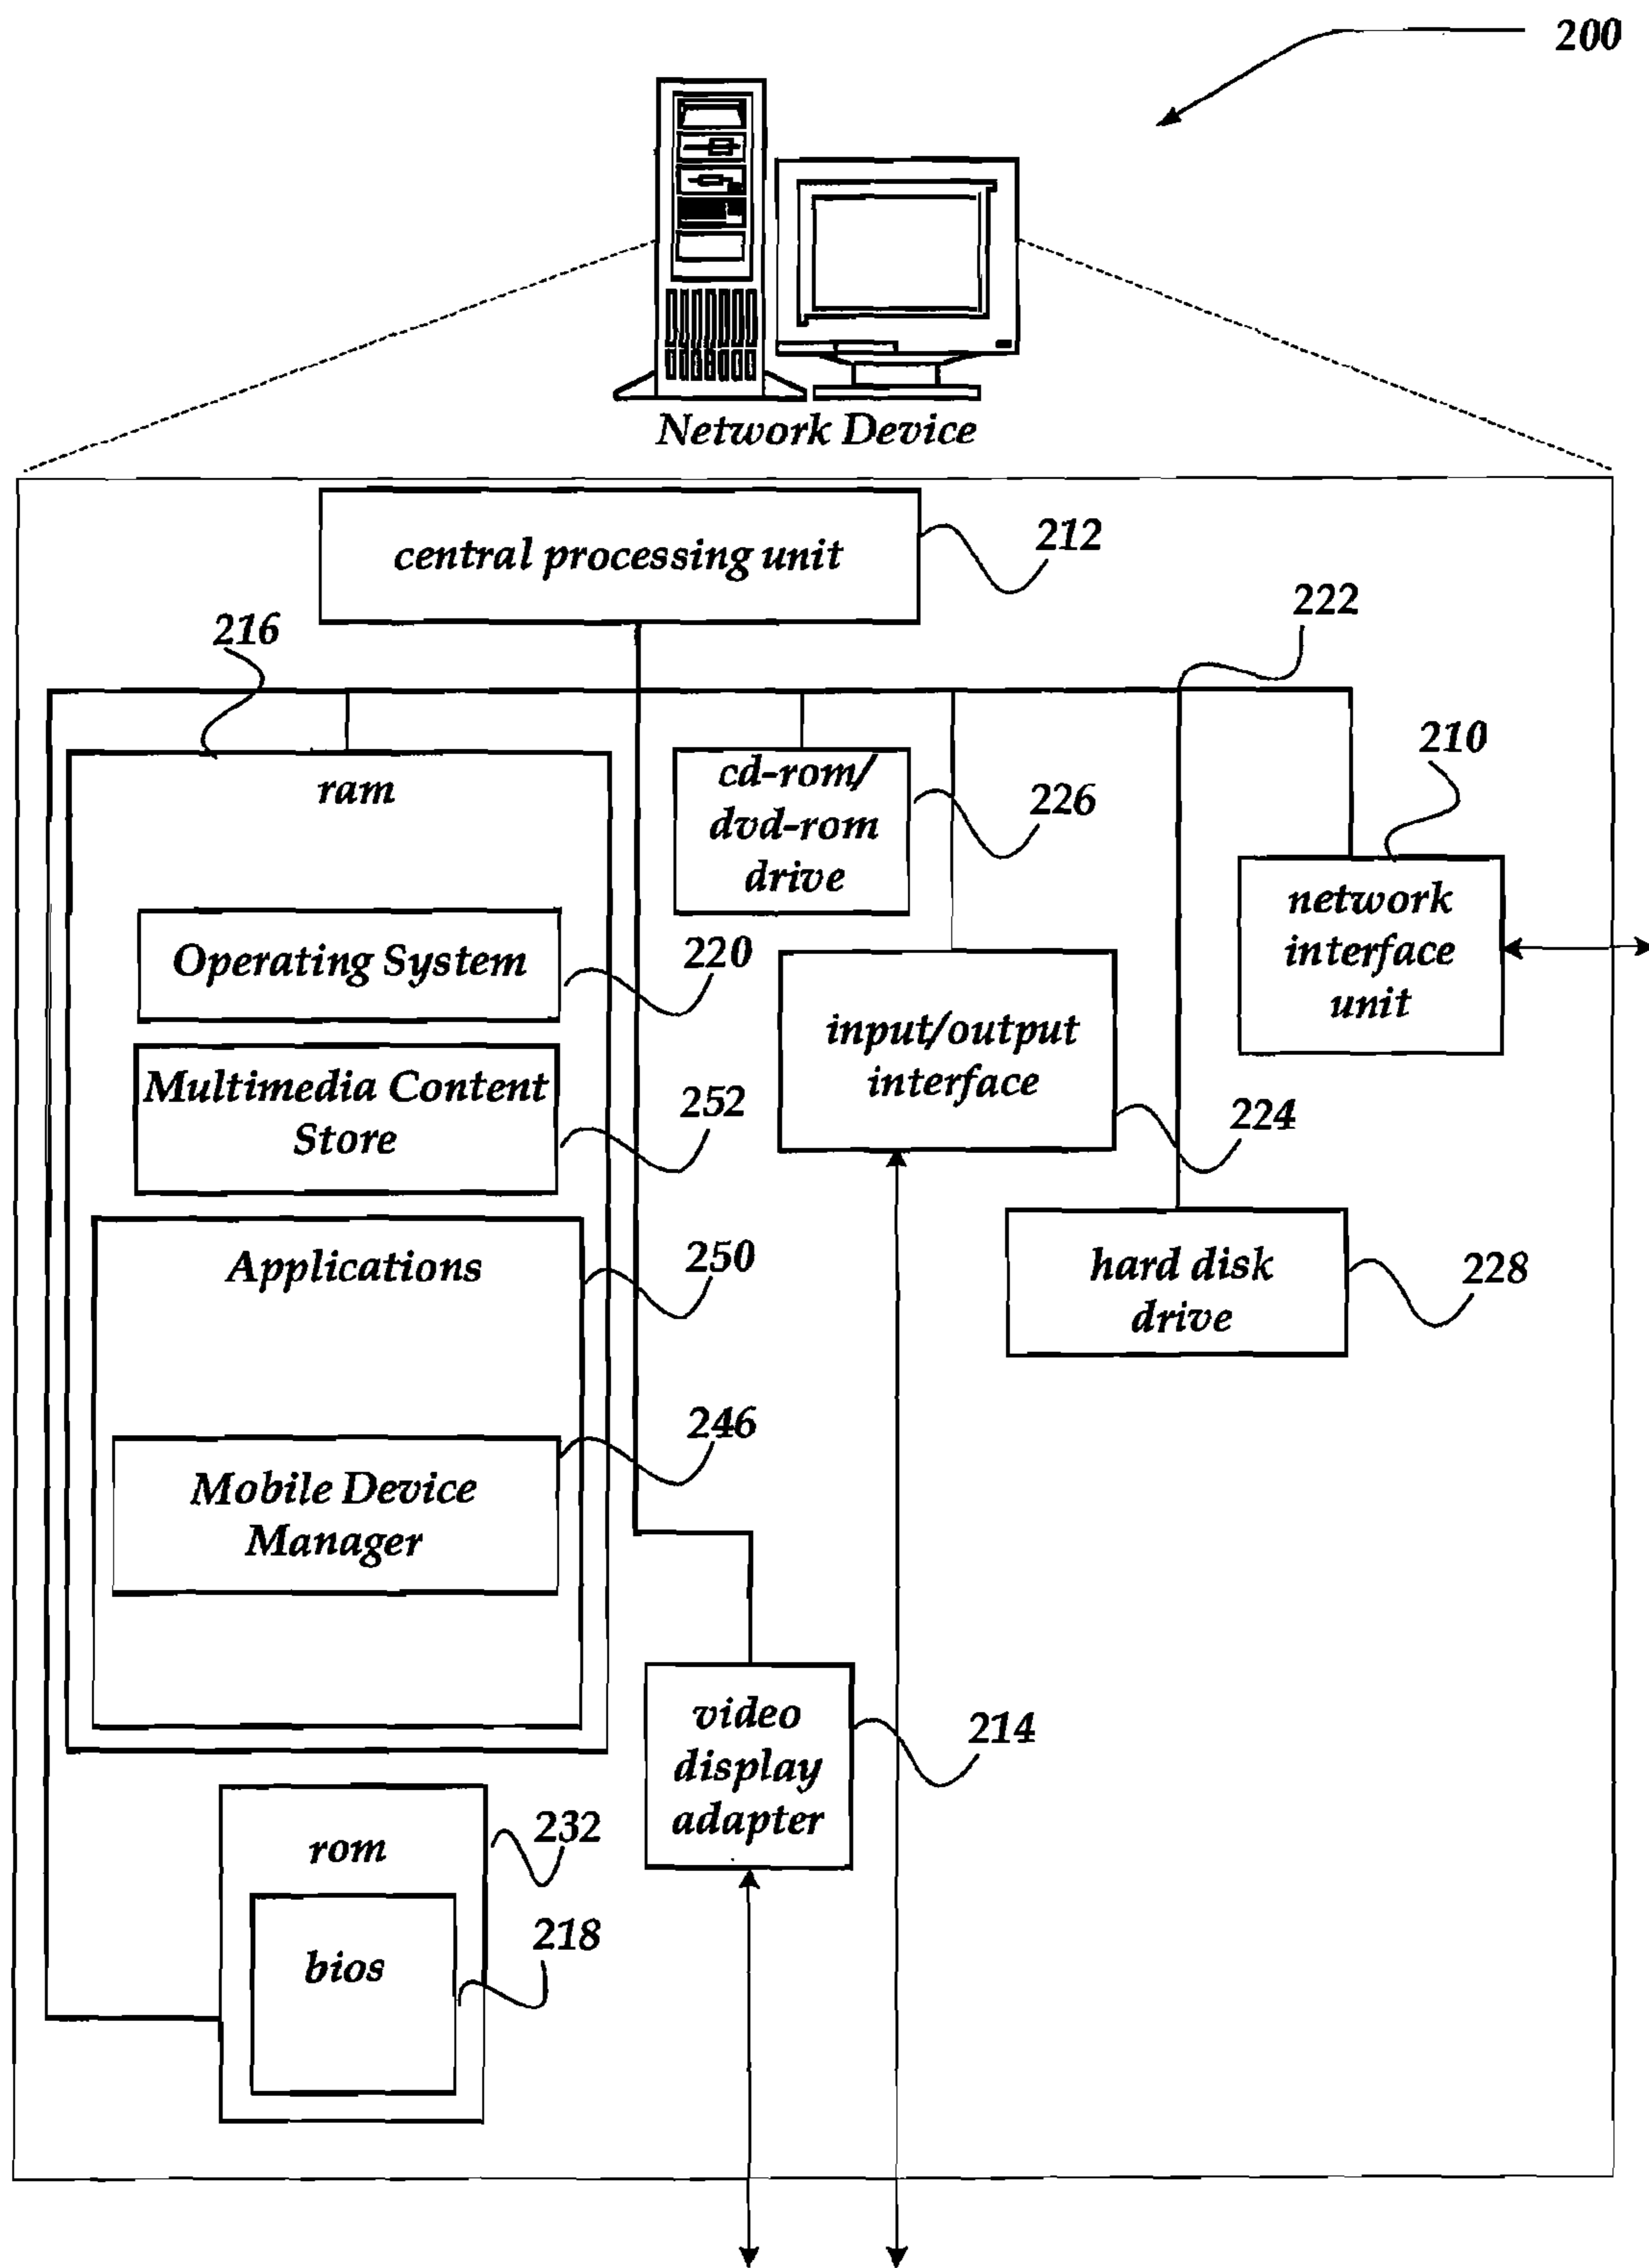 200
Network Device
central processing unit
212
222
216
210
ram
cd-rom/
dvd-rom
drive
226
network
interface
unit
Operating System
220
input/output
interface
224
Multimedia Content
Store
252
Applications
250
hard disk
drive
228
246
Mobile Device
Manager
video
display
adapter
214
rom
232
bios
218